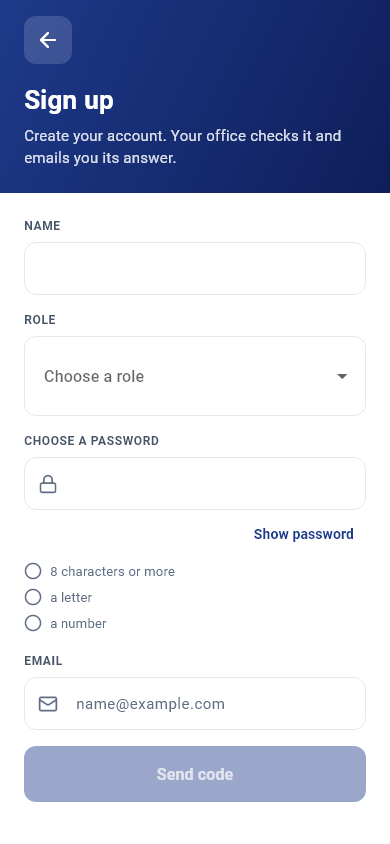 Sign up
Create your account. Your office checks it and
emails you its answer.
NAME
ROLE
Choose a role
CHOOSE A PASSWORD
Show password
8 characters or more
a letter
a number
EMAIL
name@example.com
Send code